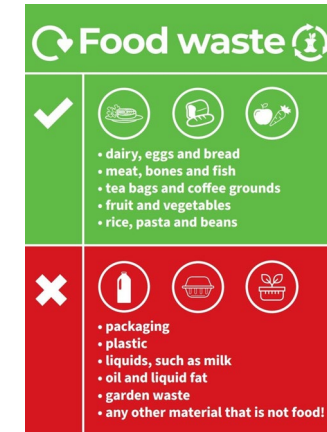 Food waste
• dairy, eggs and bread
• meat, bones and fish
• tea bags and coffee grounds
• fruit and vegetables
• rice, pasta and beans
• packaging
• plastic
• liquids, such as milk
• oil and liquid fat
• garden waste
• any other material that is not food!